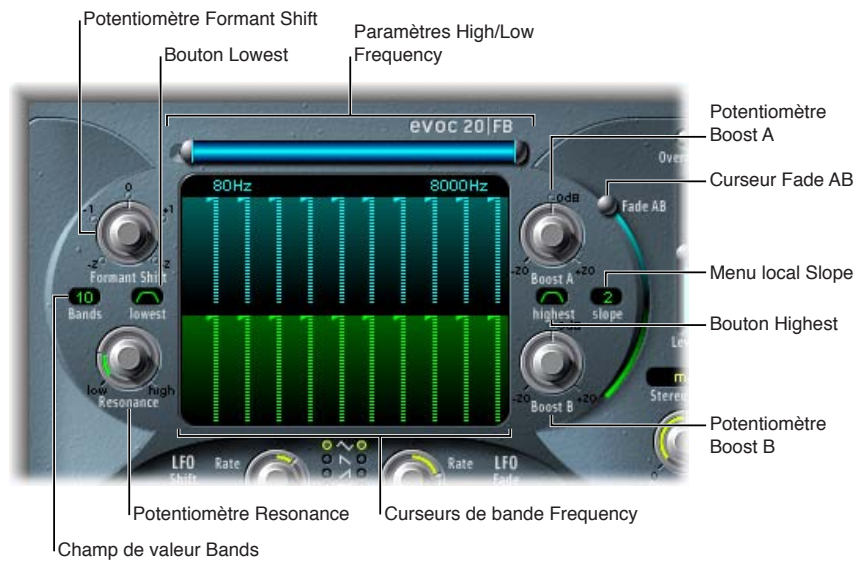 Potentiomètre Formant Shift
Bouton Lowest
Paramètres High/Low
Frequency
evoc 20|FB
Potentiomètre
Boost A
Curseur Fade AB
Menu local Slope
Bouton Highest
Potentiomètre
Boost B
80Hz 8000Hz
0
-1 +1
-2 +2
Formant Shift
10
Bands lowest
low high
Resonance
0dB
-20 +20
Boost A
Fade AB
highest
2
slope
-20 +20
Boost B
LFO Rate
Shift
Rate LFO
Fade
Potentiomètre Resonance
Curseurs de bande Frequency
Champ de valeur Bands